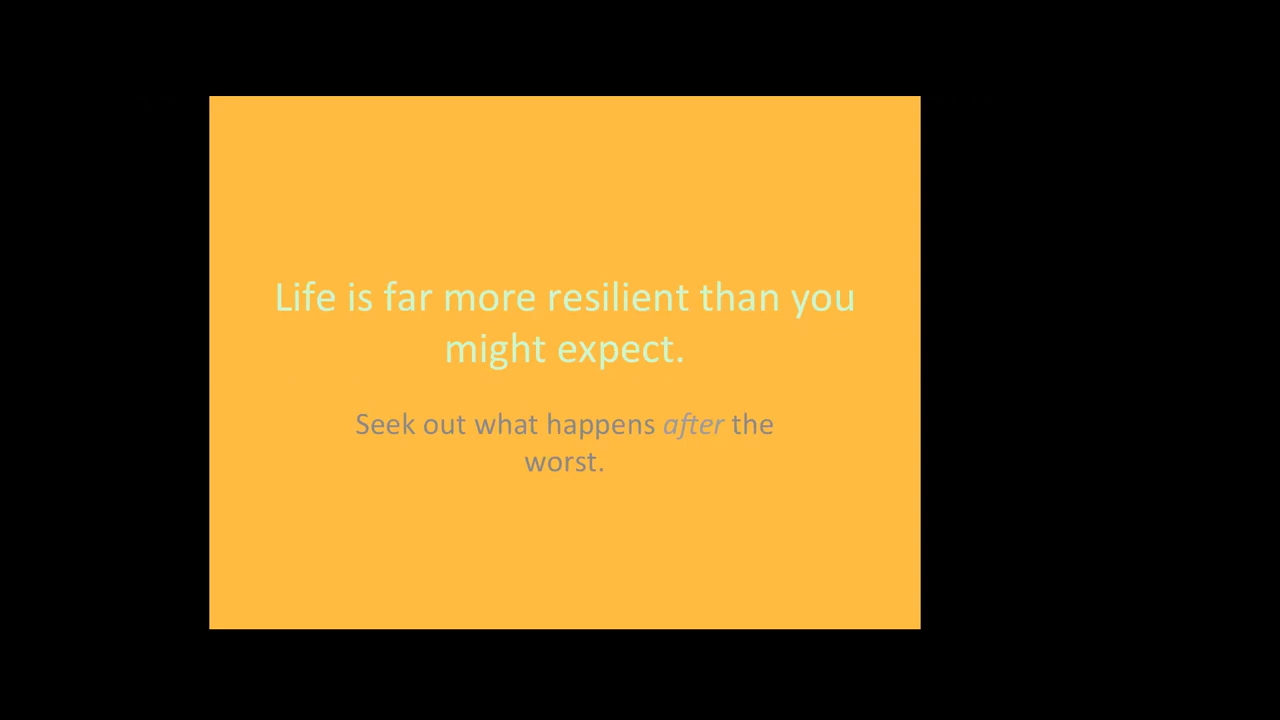 Life is far more resilient than you
might expect.
Seek out what happens after the
worst.